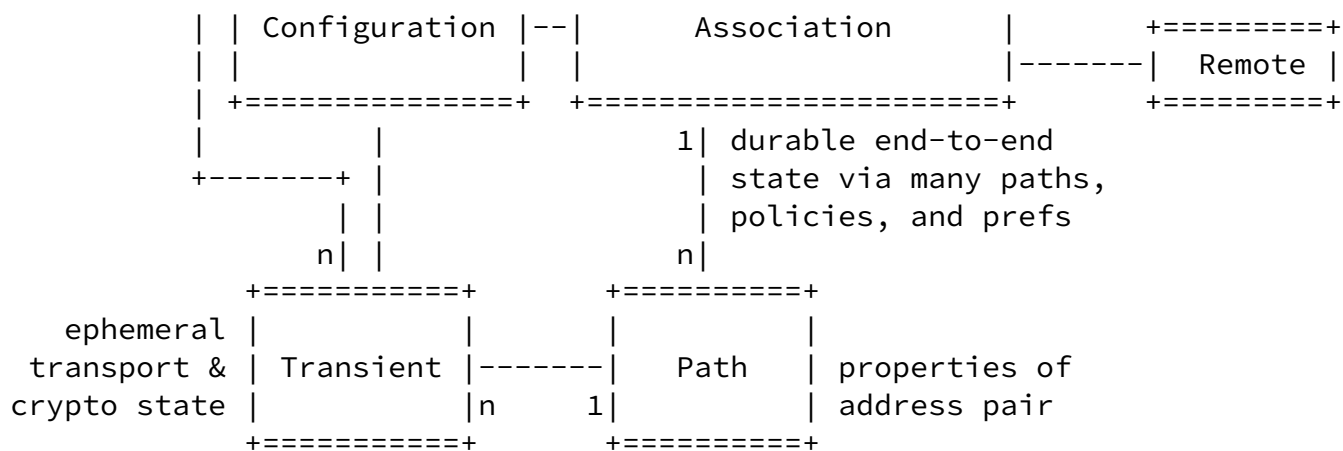 | | Configuration |--|       Association      |       +=========+
          | |               |  |                       |-------|  Remote |
          | +===============+  +=======================+       +=========+
          |         |                1| durable end-to-end
          +-------+ |                 | state via many paths,
                  | |                 | policies, and prefs
                 n| |                n|
             +===========+       +==========+
   ephemeral |           |       |          |
 transport & | Transient |-------|   Path   | properties of
crypto state |           |n     1|          | address pair
             +===========+       +==========+